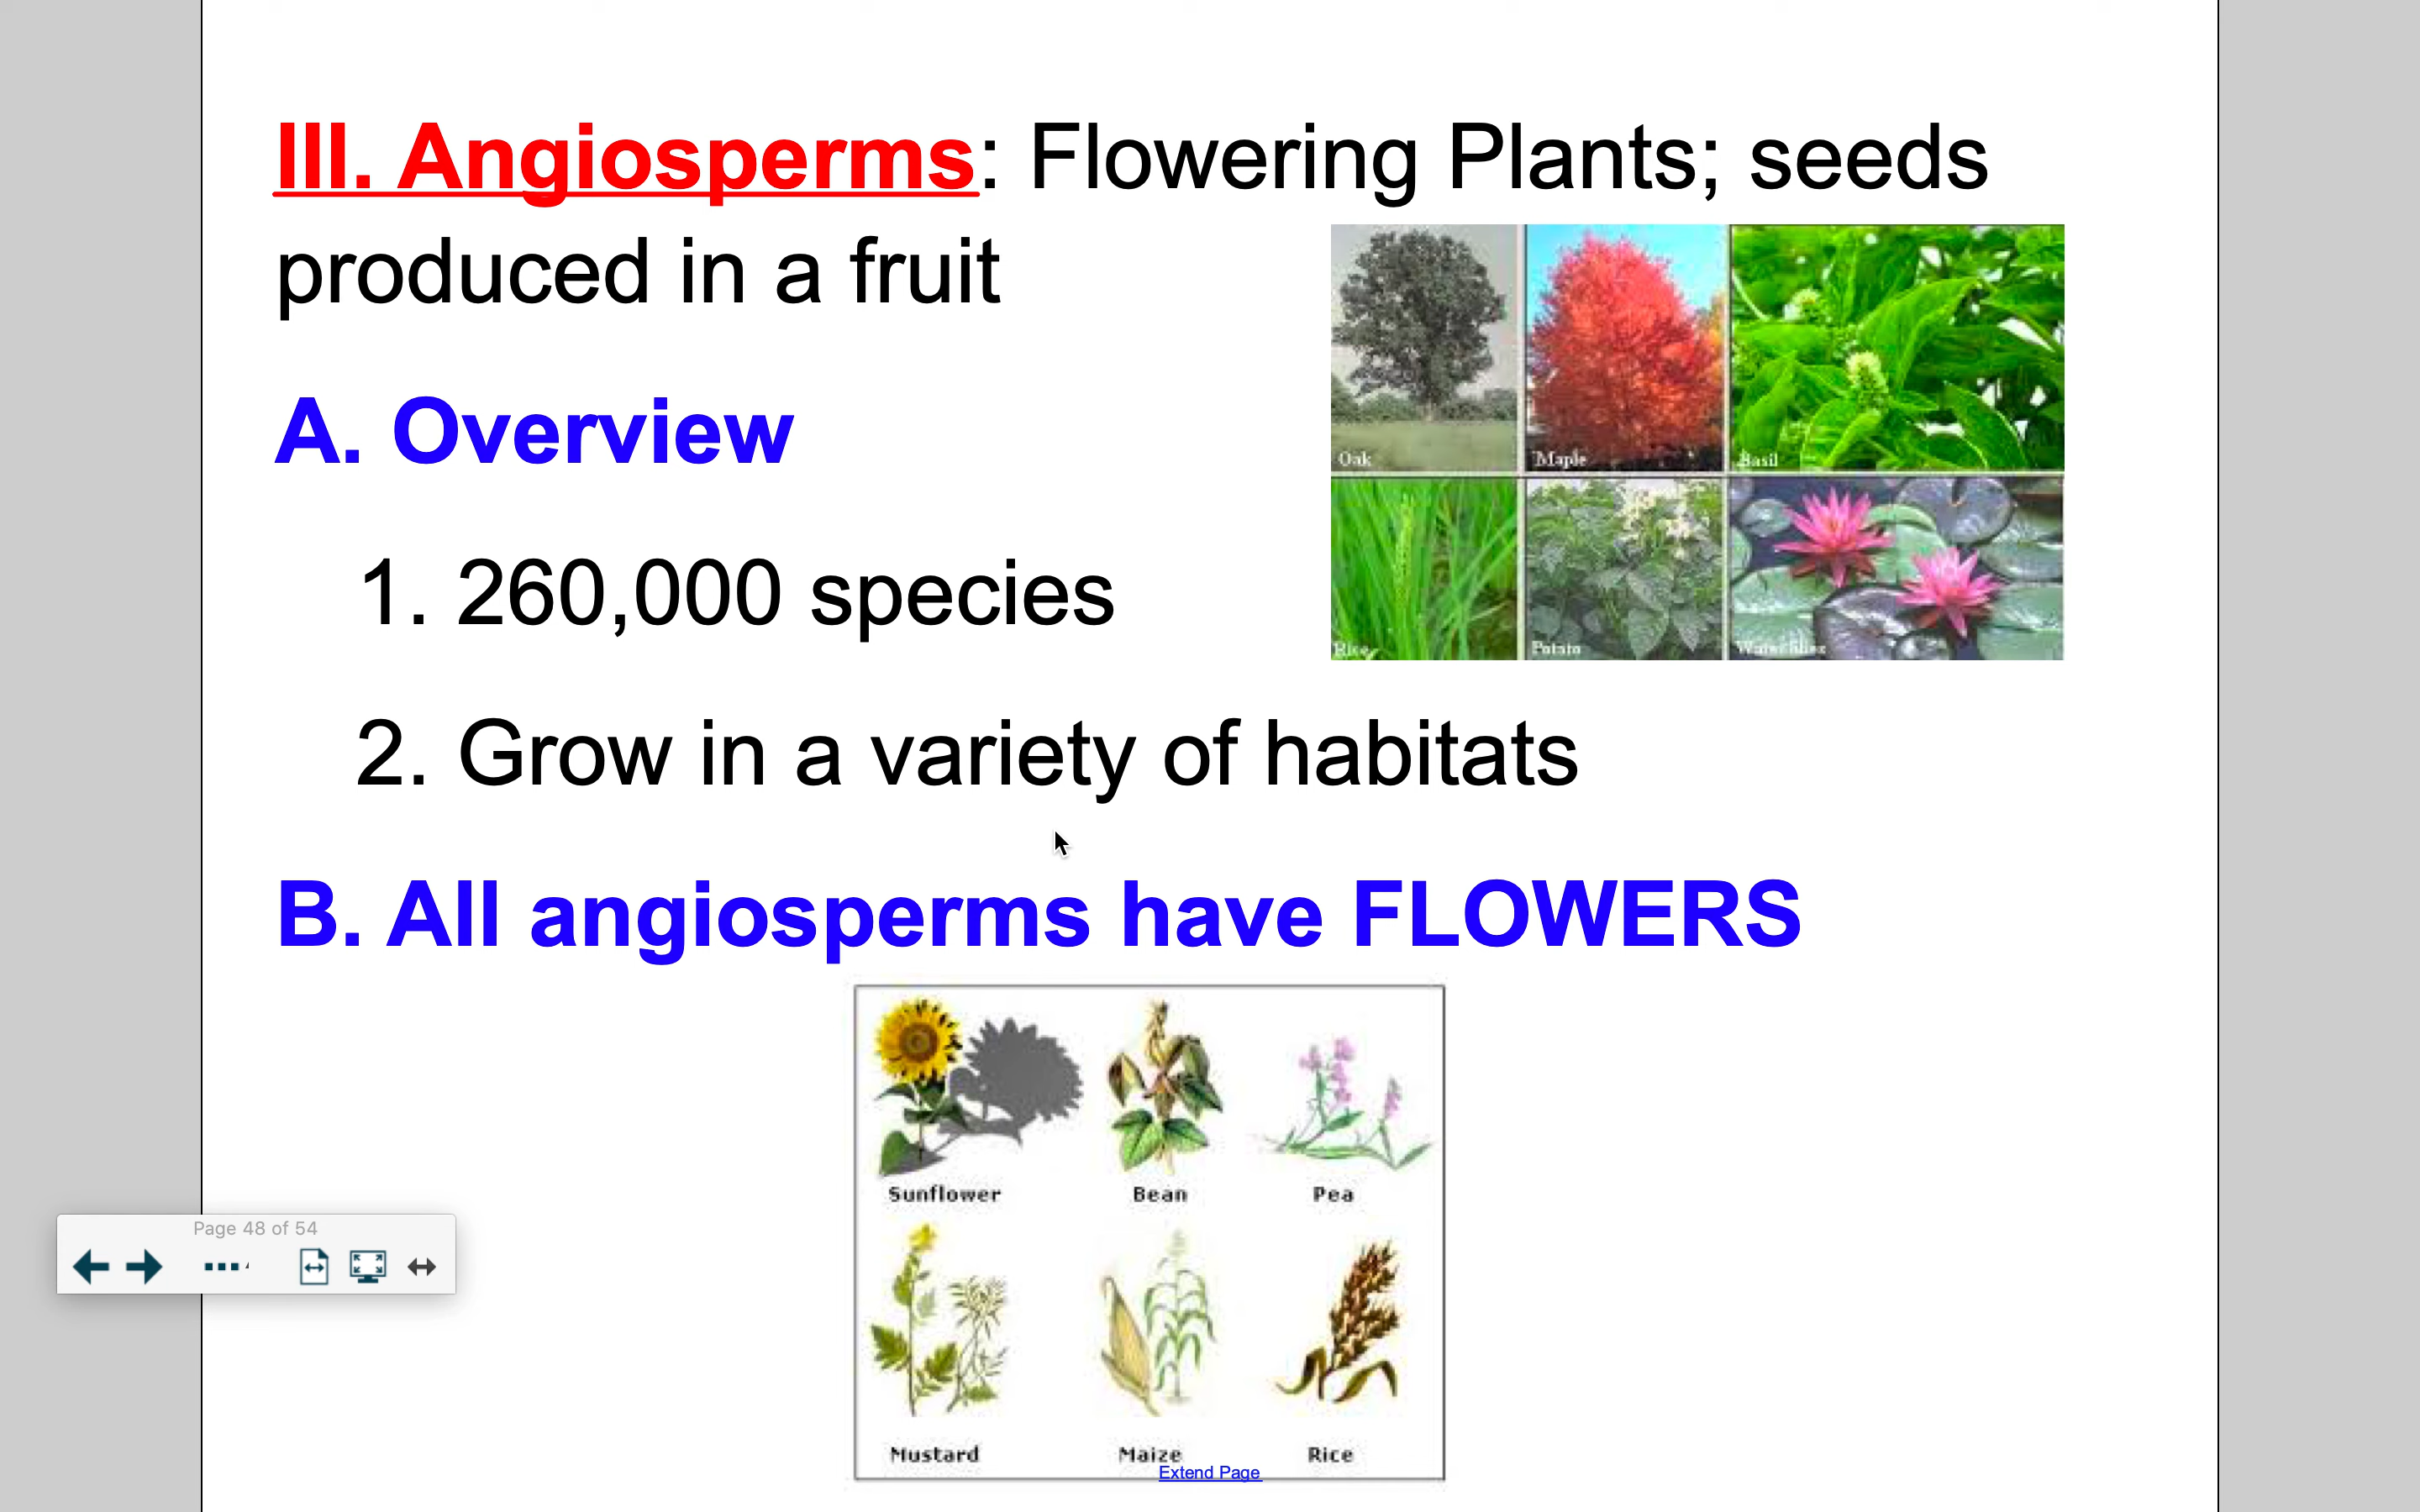 III. Angiosperms: Flowering Plants; seeds
produced in a fruit
Oak Maple Basil
Rice Potato Waterlilies
A. Overview
1. 260,000 species
2. Grow in a variety of habitats
B. All angiosperms have FLOWERS
Sunflower Bean Pea
Mustard Maize Rice
Extend Page
Page 48 of 54